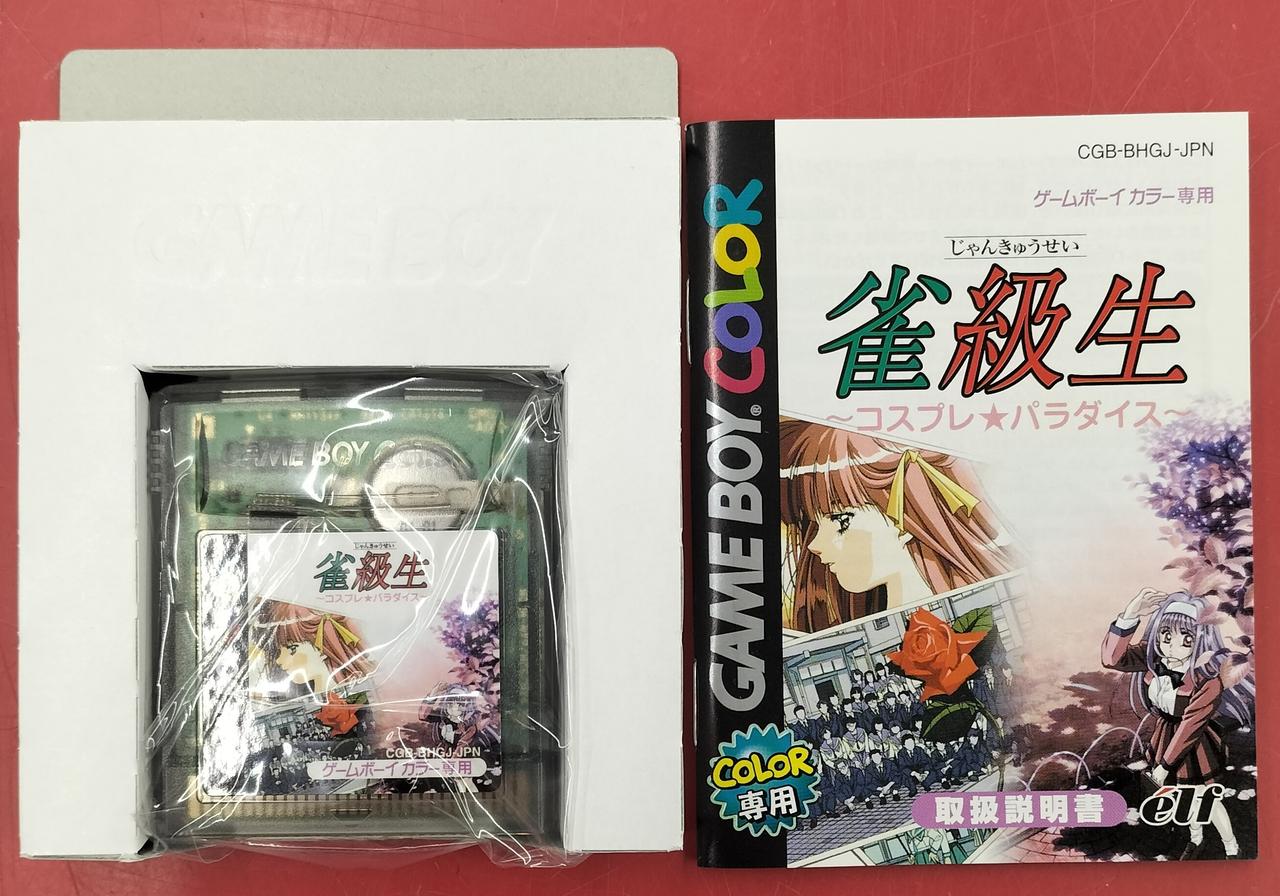 GAME BOY
じゃんきゅうせい
雀級生
～コスプレ★パラダイス～
CGB-BHGJ-JPN
ゲームボーイカラー専用
GAME BOY® COLOR
COLOR
専用
CGB-BHGJ-JPN
ゲームボーイカラー専用
じゃんきゅうせい
雀級生
～コスプレ★パラダイス～
取扱説明書
élf